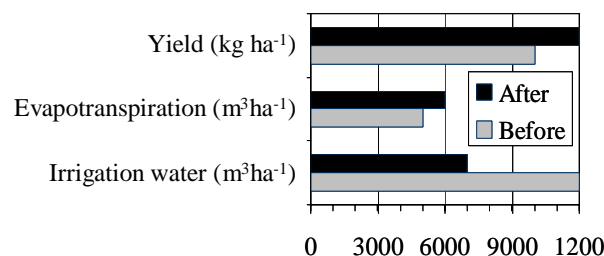 Yield (kg ha⁻¹)
Evapotranspiration (m³ha⁻¹)
Irrigation water (m³ha⁻¹)
After
Before
0 3000 6000 9000 1200